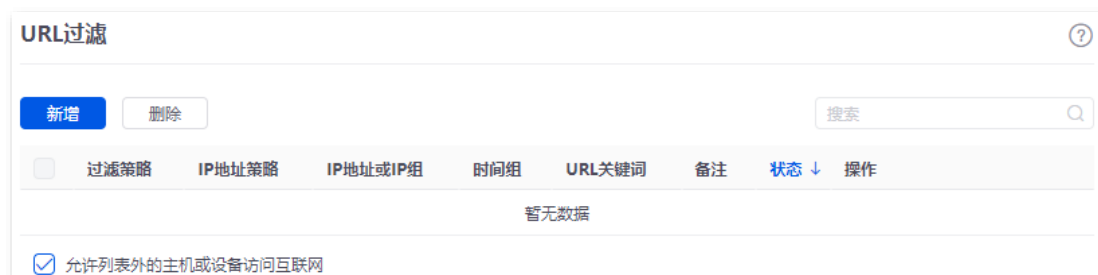 URL过滤
新增 删除 搜索
过滤策略 IP地址策略 IP地址或IP组 时间组 URL关键词 备注 状态 ↓ 操作
暂无数据
允许列表外的主机或设备访问互联网